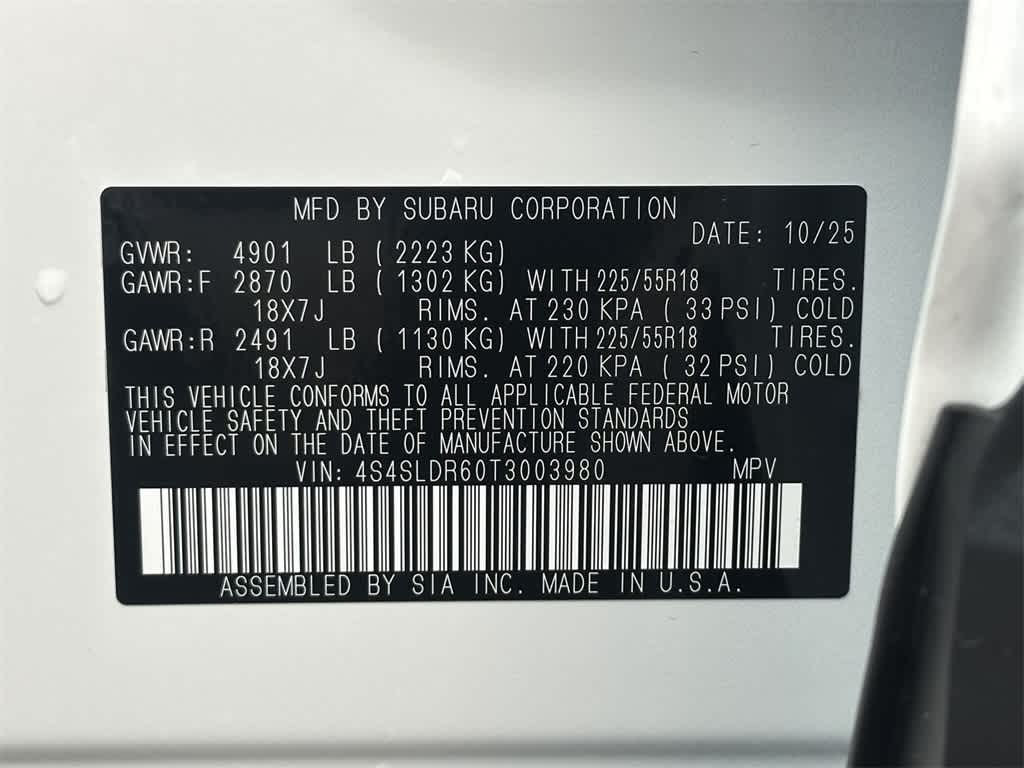 MFD BY SUBARU CORPORATION
DATE: 10/25
GVWR: 4901 LB ( 2223 KG)
GAWR:F 2870 LB ( 1302 KG) WITH 225/55R18 TIRES.
18X7J RIMS. AT 230 KPA ( 33 PSI) COLD
GAWR:R 2491 LB ( 1130 KG) WITH 225/55R18 TIRES.
18X7J RIMS. AT 220 KPA ( 32 PSI) COLD
THIS VEHICLE CONFORMS TO ALL APPLICABLE FEDERAL MOTOR
VEHICLE SAFETY AND THEFT PREVENTION STANDARDS
IN EFFECT ON THE DATE OF MANUFACTURE SHOWN ABOVE.
VIN: 4S4SLDR60T3003980 MPV
ASSEMBLED BY SIA INC. MADE IN U.S.A.